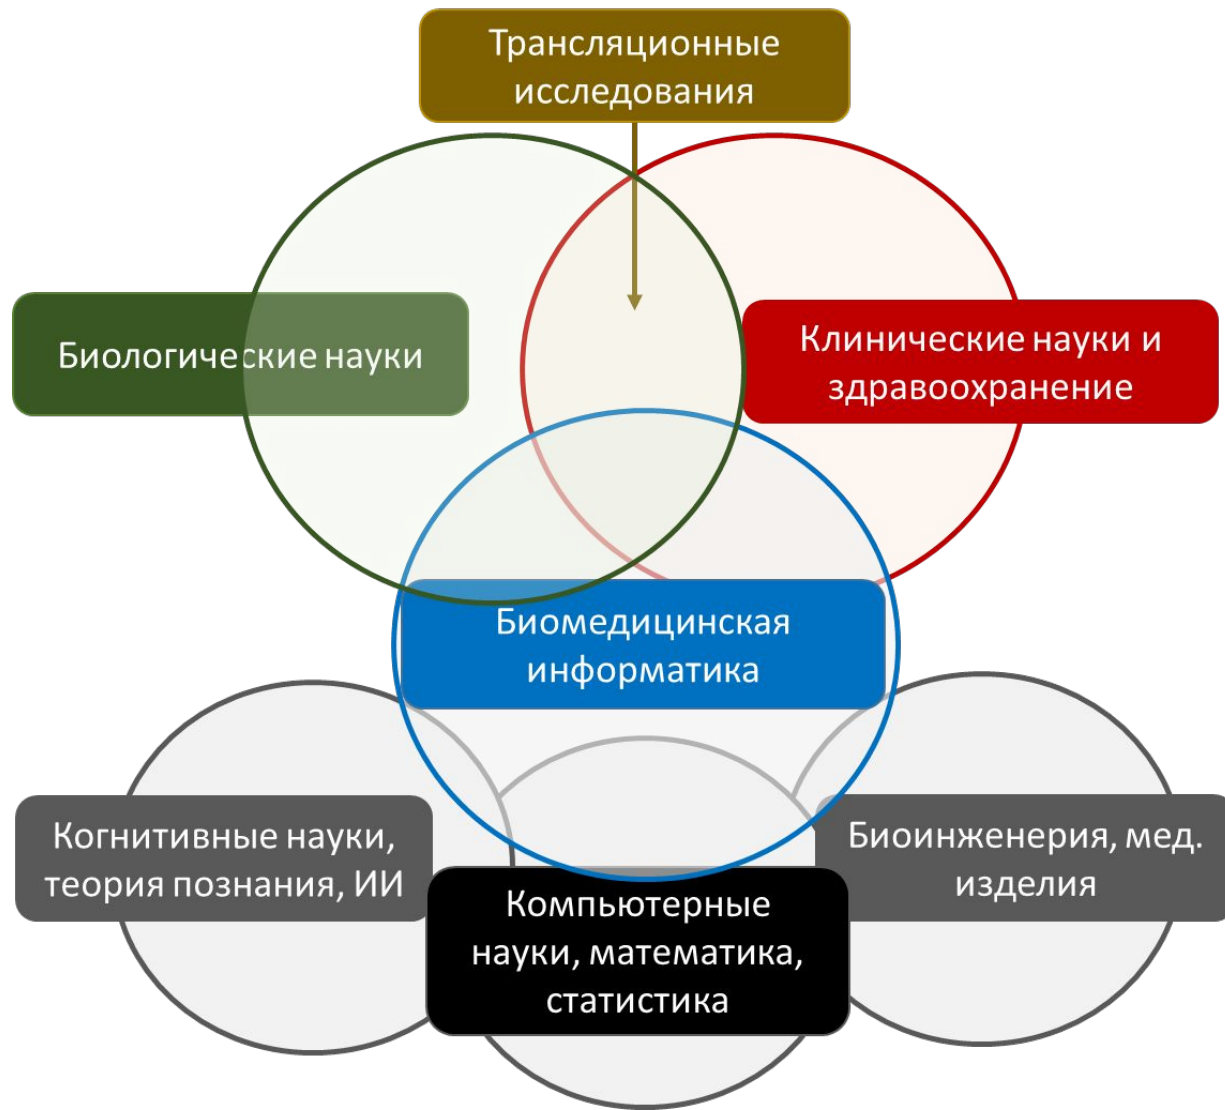 Трансляционные
исследования
Биологические науки
Клинические науки и
здравоохранение
Биомедицинская
информатика
Когнитивные науки,
теория познания, ИИ
Биоинженерия, мед.
изделия
Компьютерные
науки, математика,
статистика